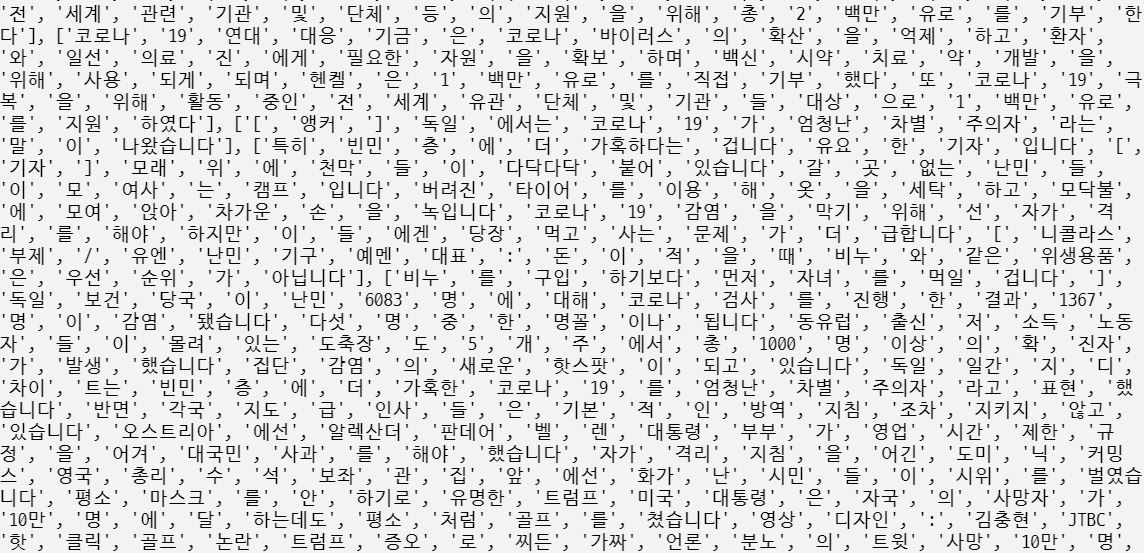 '전', '세계', '관련', '기관', '및', '단체', '등', '의', '지원', '을', '위해', '총', '2', '백만', '유로', '를', '기부', '한
다'], ['코로나', '19', '연대', '대응', '기금', '은', '코로나', '바이러스', '의', '확산', '을', '억제', '하고', '환자',
'와', '일선', '의료', '진', '에게', '필요한', '자원', '을', '확보', '하며', '백신', '시약', '치료', '약', '개발', '을',
'위해', '사용', '되게', '되며', '헨켈', '은', '1', '백만', '유로', '를', '직접', '기부', '했다', '또', '코로나', '19', '극
복', '을', '위해', '활동', '중인', '전', '세계', '유관', '단체', '및', '기관', '들', '대상', '으로', '1', '백만', '유로',
'를', '지원', '하였다'], ['[', '앵커', ']', '독일', '에서는', '코로나', '19', '가', '엄청난', '차별', '주의자', '라는',
'말', '이', '나왔습니다'], ['특히', '빈민', '층', '에', '더', '가혹하다는', '겁니다', '유요', '한', '기자', '입니다', '[',
'기자', ']', '모래', '위', '에', '천막', '들', '이', '다닥다닥', '붙어', '있습니다', '갈', '곳', '없는', '난민', '들',
'이', '모', '여사', '는', '캠프', '입니다', '버려진', '타이어', '를', '이용', '해', '옷', '을', '세탁', '하고', '모닥불',
'에', '모여', '앉아', '차가운', '손', '을', '녹입니다', '코로나', '19', '감염', '을', '막기', '위해', '선', '자가', '격
리', '를', '해야', '하지만', '이', '들', '에겐', '당장', '먹고', '사는', '문제', '가', '더', '급합니다', '[', '니콜라스',
'부제', '/', '유엔', '난민', '기구', '예멘', '대표', ':', '돈', '이', '적', '을', '때', '비누', '와', '같은', '위생용품',
'은', '우선', '순위', '가', '아닙니다'], ['비누', '를', '구입', '하기보다', '먼저', '자녀', '를', '먹일', '겁니다', ']',
'독일', '보건', '당국', '이', '난민', '6083', '명', '에', '대해', '코로나', '검사', '를', '진행', '한', '결과', '1367',
'명', '이', '감염', '됐습니다', '다섯', '명', '중', '한', '명꼴', '이나', '됩니다', '동유럽', '출신', '저', '소득', '노동
자', '들', '이', '몰려', '있는', '도축장', '도', '5', '개', '주', '에서', '총', '1000', '명', '이상', '의', '확', '진자',
'가', '발생', '했습니다', '집단', '감염', '의', '새로운', '핫스팟', '이', '되고', '있습니다', '독일', '일간', '지', '디',
'차이', '트는', '빈민', '층', '에', '더', '가혹한', '코로나', '19', '를', '엄청난', '차별', '주의자', '라고', '표현', '했
습니다', '반면', '각국', '지도', '급', '인사', '들', '은', '기본', '적', '인', '방역', '지침', '조차', '지키지', '않고',
'있습니다', '오스트리아', '에선', '알렉산더', '판데어', '벨', '렌', '대통령', '부부', '가', '영업', '시간', '제한', '규
정', '을', '어겨', '대국민', '사과', '를', '해야', '했습니다', '자가', '격리', '지침', '을', '어긴', '도미', '닉', '커밍
스', '영국', '총리', '수', '석', '보좌', '관', '집', '앞', '에선', '화가', '난', '시민', '들', '이', '시위', '를', '벌였습
니다', '평소', '마스크', '를', '안', '하기로', '유명한', '트럼프', '미국', '대통령', '은', '자국', '의', '사망자', '가',
'10만', '명', '에', '달', '하는데도', '평소', '처럼', '골프', '를', '쳤습니다', '영상', '디자인', ':', '김충현', 'JTBC',
'핫', '클릭', '골프', '논란', '트럼프', '증오', '로', '찌든', '가짜', '언론', '분노', '의', '트윗', '사망', '10만', '명',